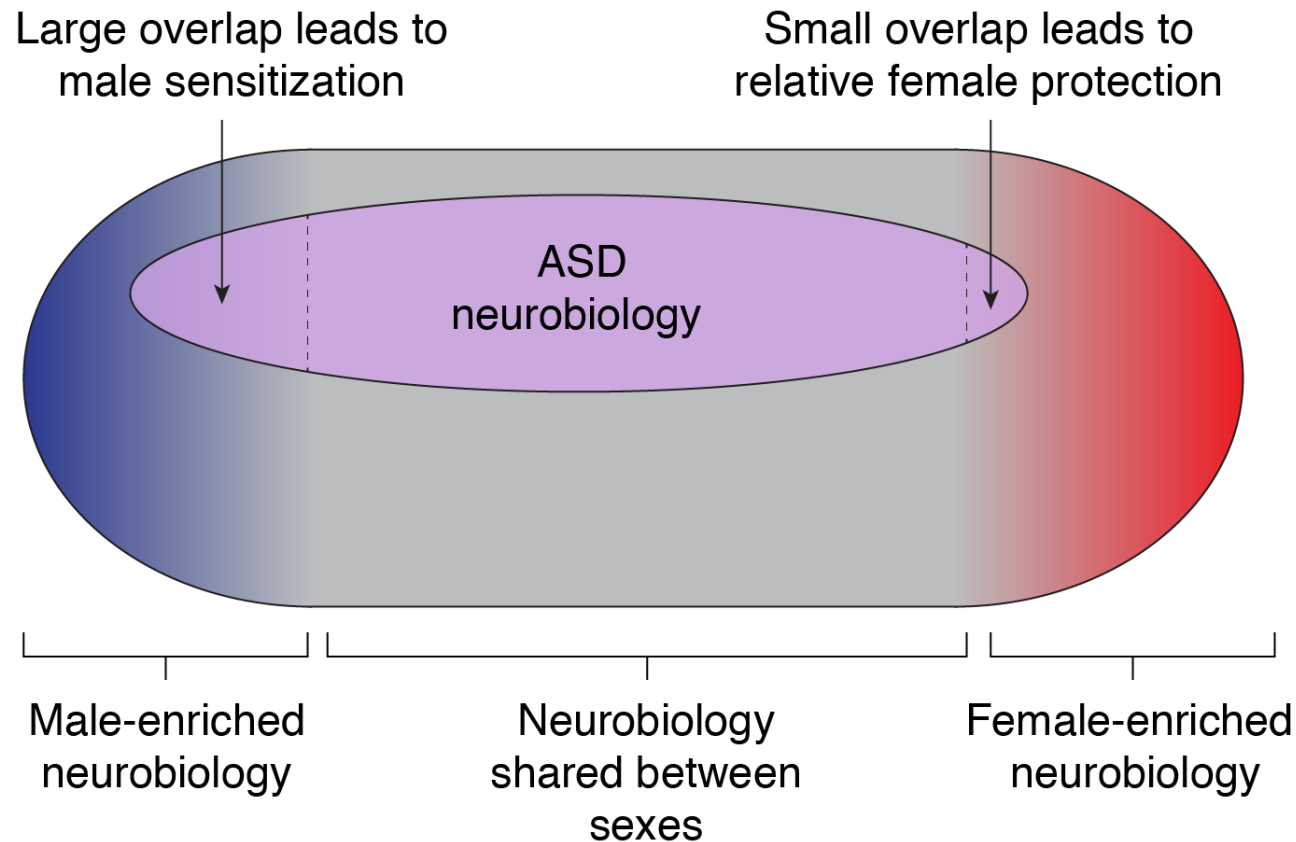 Large overlap leads to
male sensitization
Small overlap leads to
relative female protection
ASD
neurobiology
Male-enriched
neurobiology
Neurobiology
shared between
sexes
Female-enriched
neurobiology